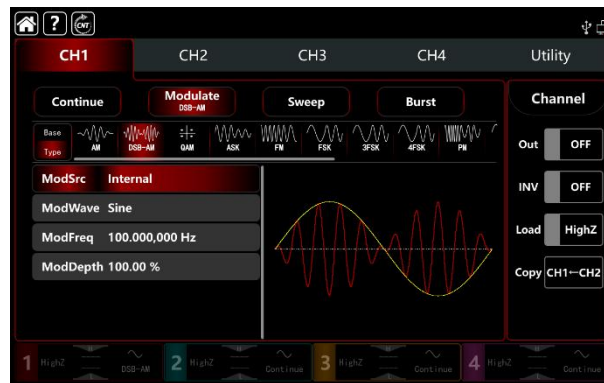 ? CNT
CH1 CH2 CH3 CH4 Utility
Continue Modulate Sweep Burst Channel
DSB-AM
Base
Type AM DSB-AM QAM ASK FM FSK 3FSK 4FSK PM
Out OFF
ModSrc Internal
INV OFF
ModWave Sine
ModFreq 100.000,000 Hz
Load HighZ
ModDepth 100.00 %
Copy CH1←CH2
1 HighZ DSB-AM 2 HighZ Continue 3 HighZ Continue 4 HighZ Continue